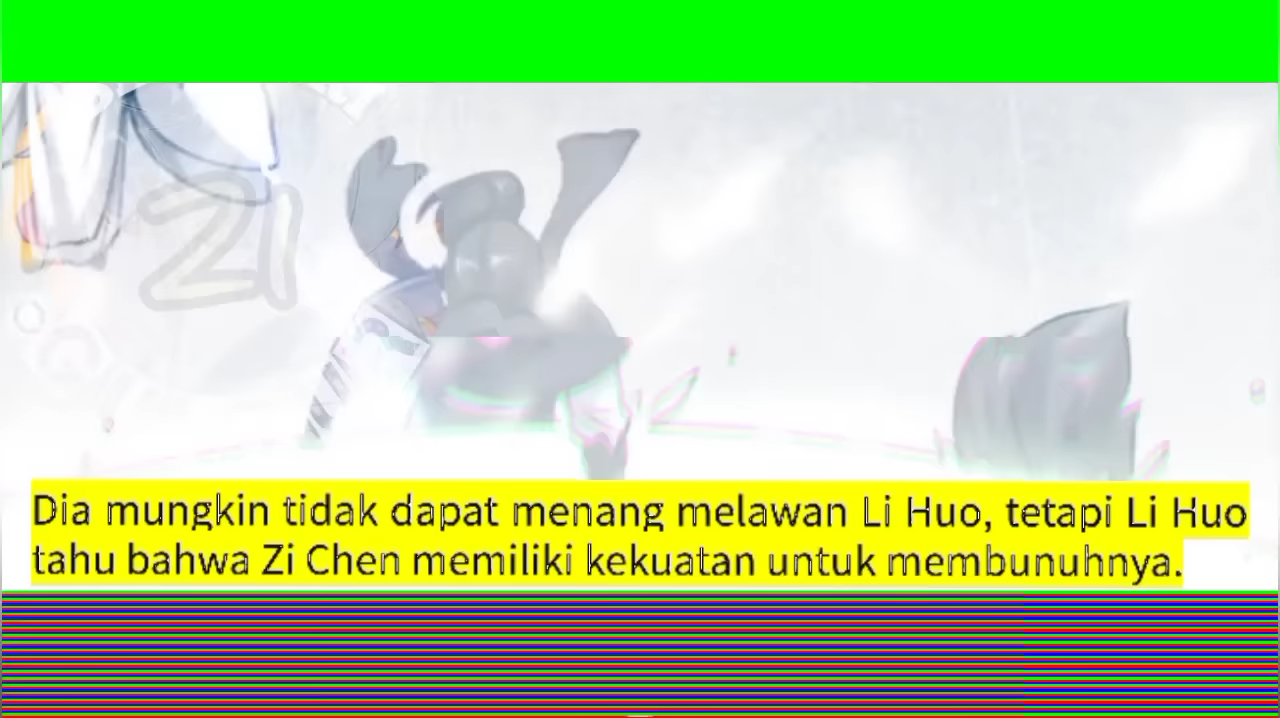 ZI
Dia mungkin tidak dapat menang melawan Li Huo, tetapi Li Huo
tahu bahwa Zi Chen memiliki kekuatan untuk membunuhnya.